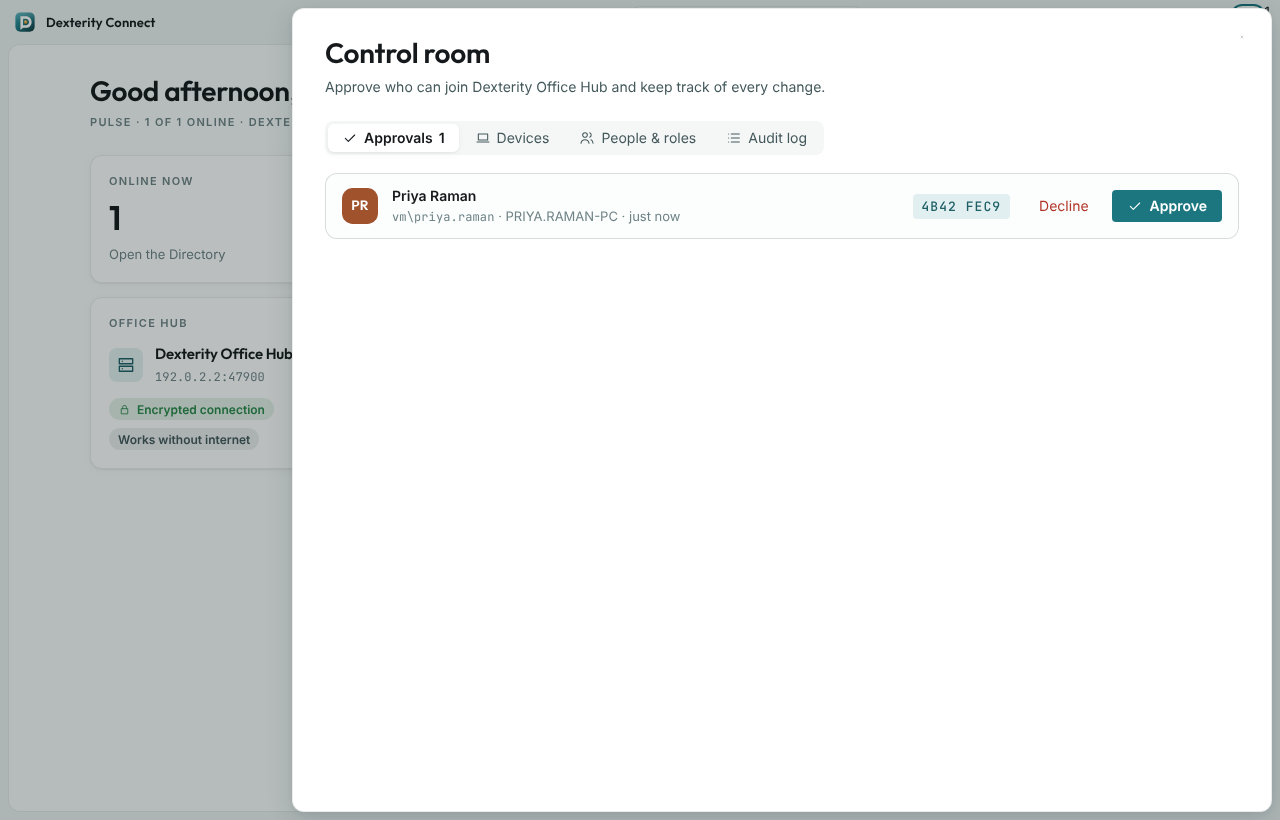 Dexterity Connect
Good afternoon
PULSE · 1 OF 1 ONLINE · DEXTE
ONLINE NOW
1
Open the Directory
OFFICE HUB
Dexterity Office Hub
192.0.2.2:47900
Encrypted connection
Works without internet
Control room
Approve who can join Dexterity Office Hub and keep track of every change.
Approvals 1 Devices People & roles Audit log
PR
Priya Raman
vm\priya.raman · PRIYA.RAMAN-PC · just now
4B42 FEC9 Decline Approve